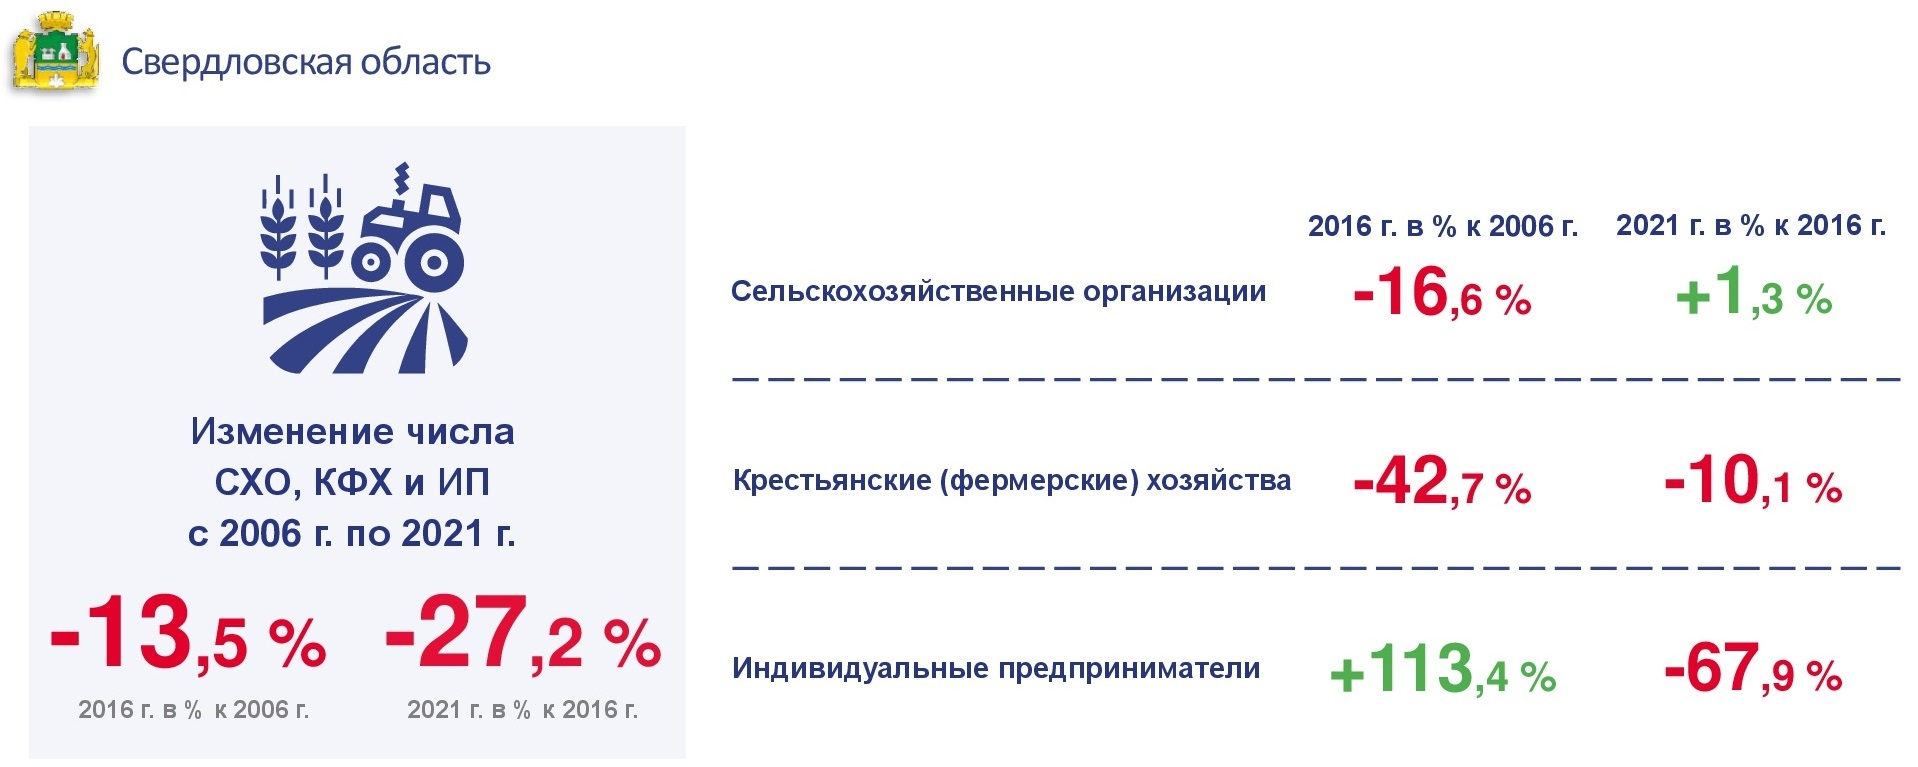 Свердловская область
Изменение числа
СХО, КФХ и ИП
с 2006 г. по 2021 г.
-13,5 % -27,2 %
2016 г. в % к 2006 г. 2021 г. в % к 2016 г.
2016 г. в % к 2006 г. 2021 г. в % к 2016 г.
Сельскохозяйственные организации -16,6 % +1,3 %
Крестьянские (фермерские) хозяйства -42,7 % -10,1 %
Индивидуальные предприниматели +113,4 % -67,9 %